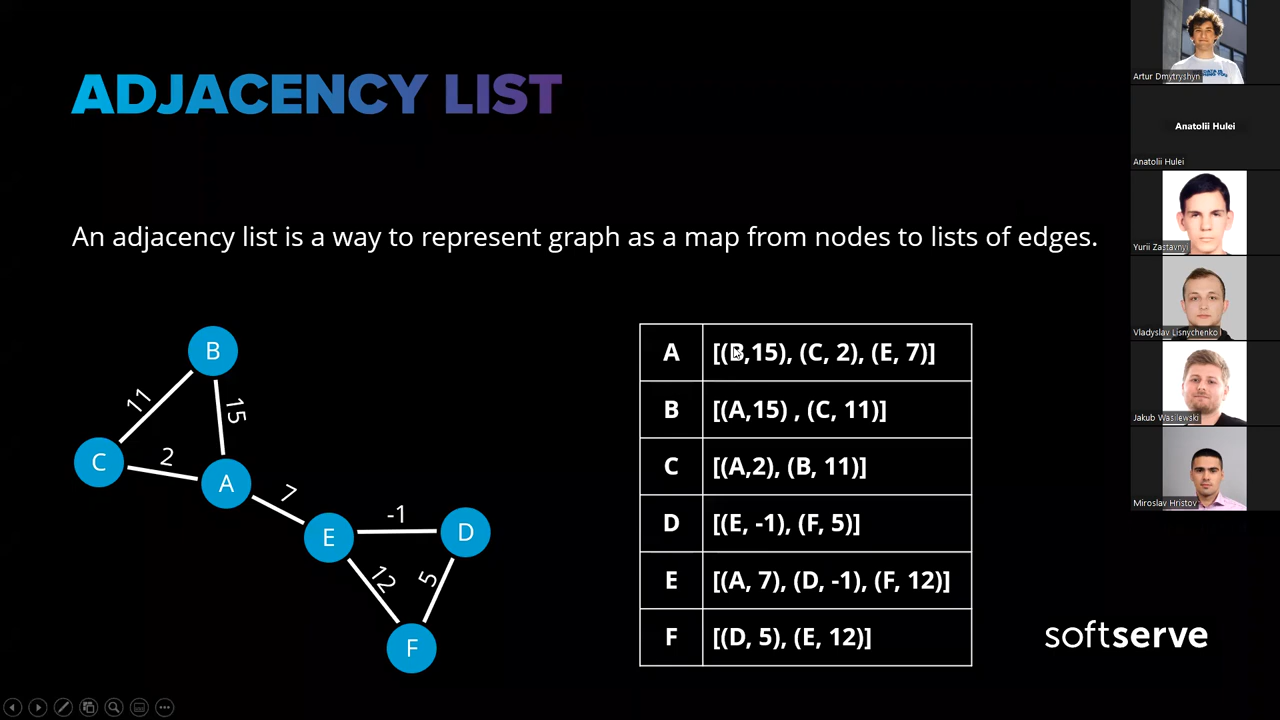 ADJACENCY LIST
An adjacency list is a way to represent graph as a map from nodes to lists of edges.
B
11
15
C
2
A
7
E
-1
D
12
5
F
A [(B,15), (C, 2), (E, 7)]
B [(A,15) , (C, 11)]
C [(A,2), (B, 11)]
D [(E, -1), (F, 5)]
E [(A, 7), (D, -1), (F, 12)]
F [(D, 5), (E, 12)]
softserve
Artur Dmytryshyn
Anatolii Hulei
Anatolii Hulei
Yurii Zastavnyi
Vladyslav Lisnychenko
Jakub Wasilewski
Miroslav Hristov